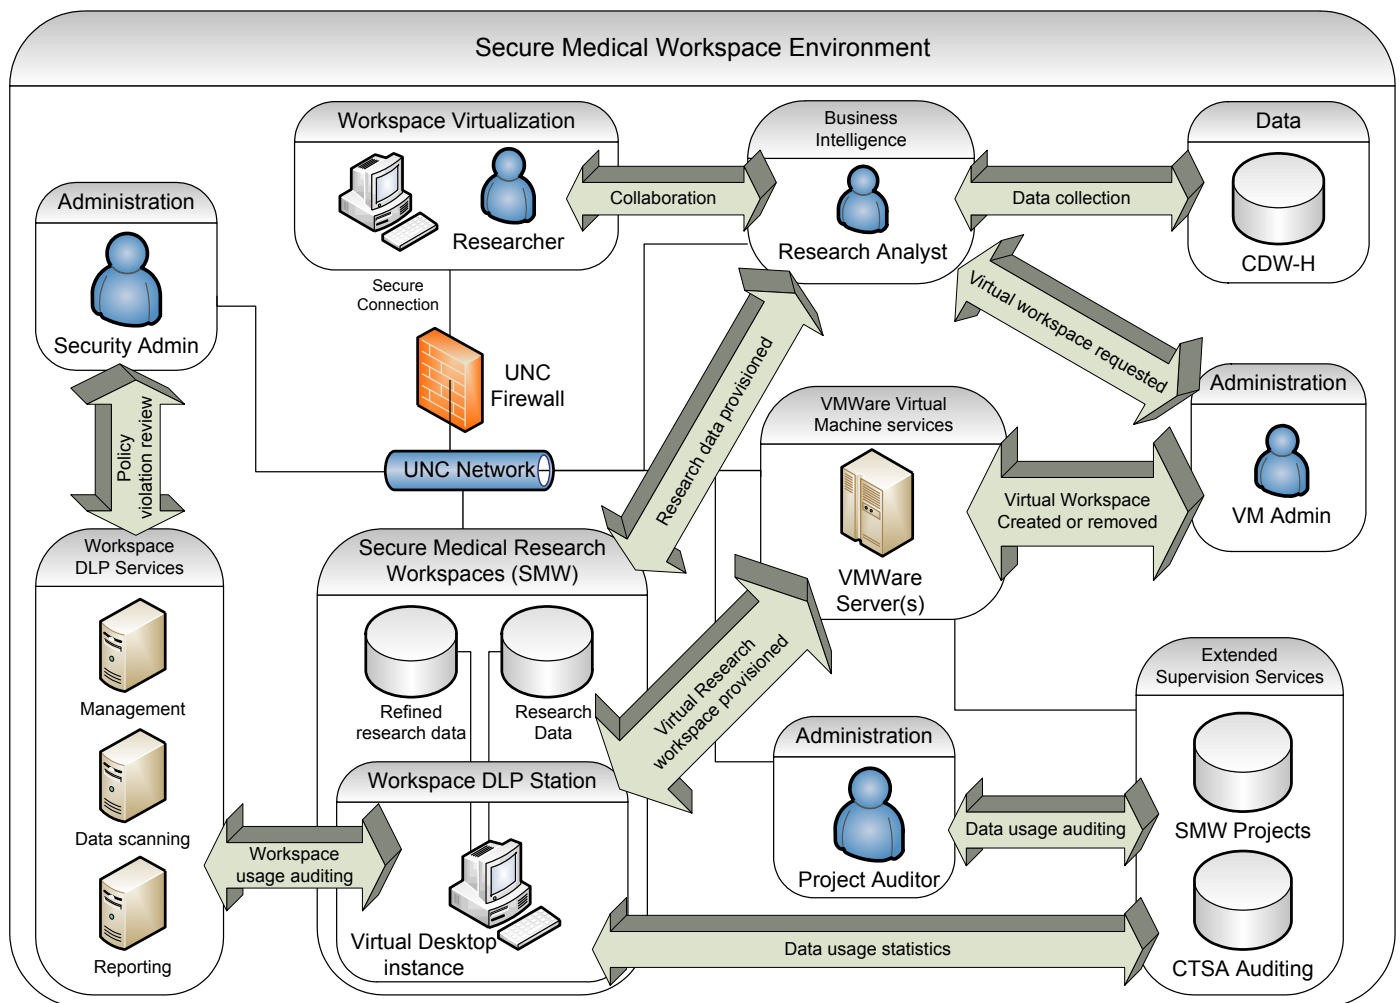 Secure Medical Workspace Environment
Workspace Virtualization
Researcher
Business
Intelligence
Research Analyst
Data
CDW-H
Collaboration
Data collection
Administration
Security Admin
Secure
Connection
UNC
Firewall
UNC Network
Virtual workspace requested
Research data provisioned
Administration
VM Admin
VMWare Virtual
Machine services
VMWare
Server(s)
Virtual Workspace
Created or removed
Policy
violation review
Workspace
DLP Services
Management
Data scanning
Reporting
Secure Medical Research
Workspaces (SMW)
Refined
research data
Research
Data
Virtual Research
workspace provisioned
Workspace DLP Station
Virtual Desktop
instance
Workspace
usage auditing
Administration
Project Auditor
Data usage auditing
Data usage statistics
Extended
Supervision Services
SMW Projects
CTSA Auditing